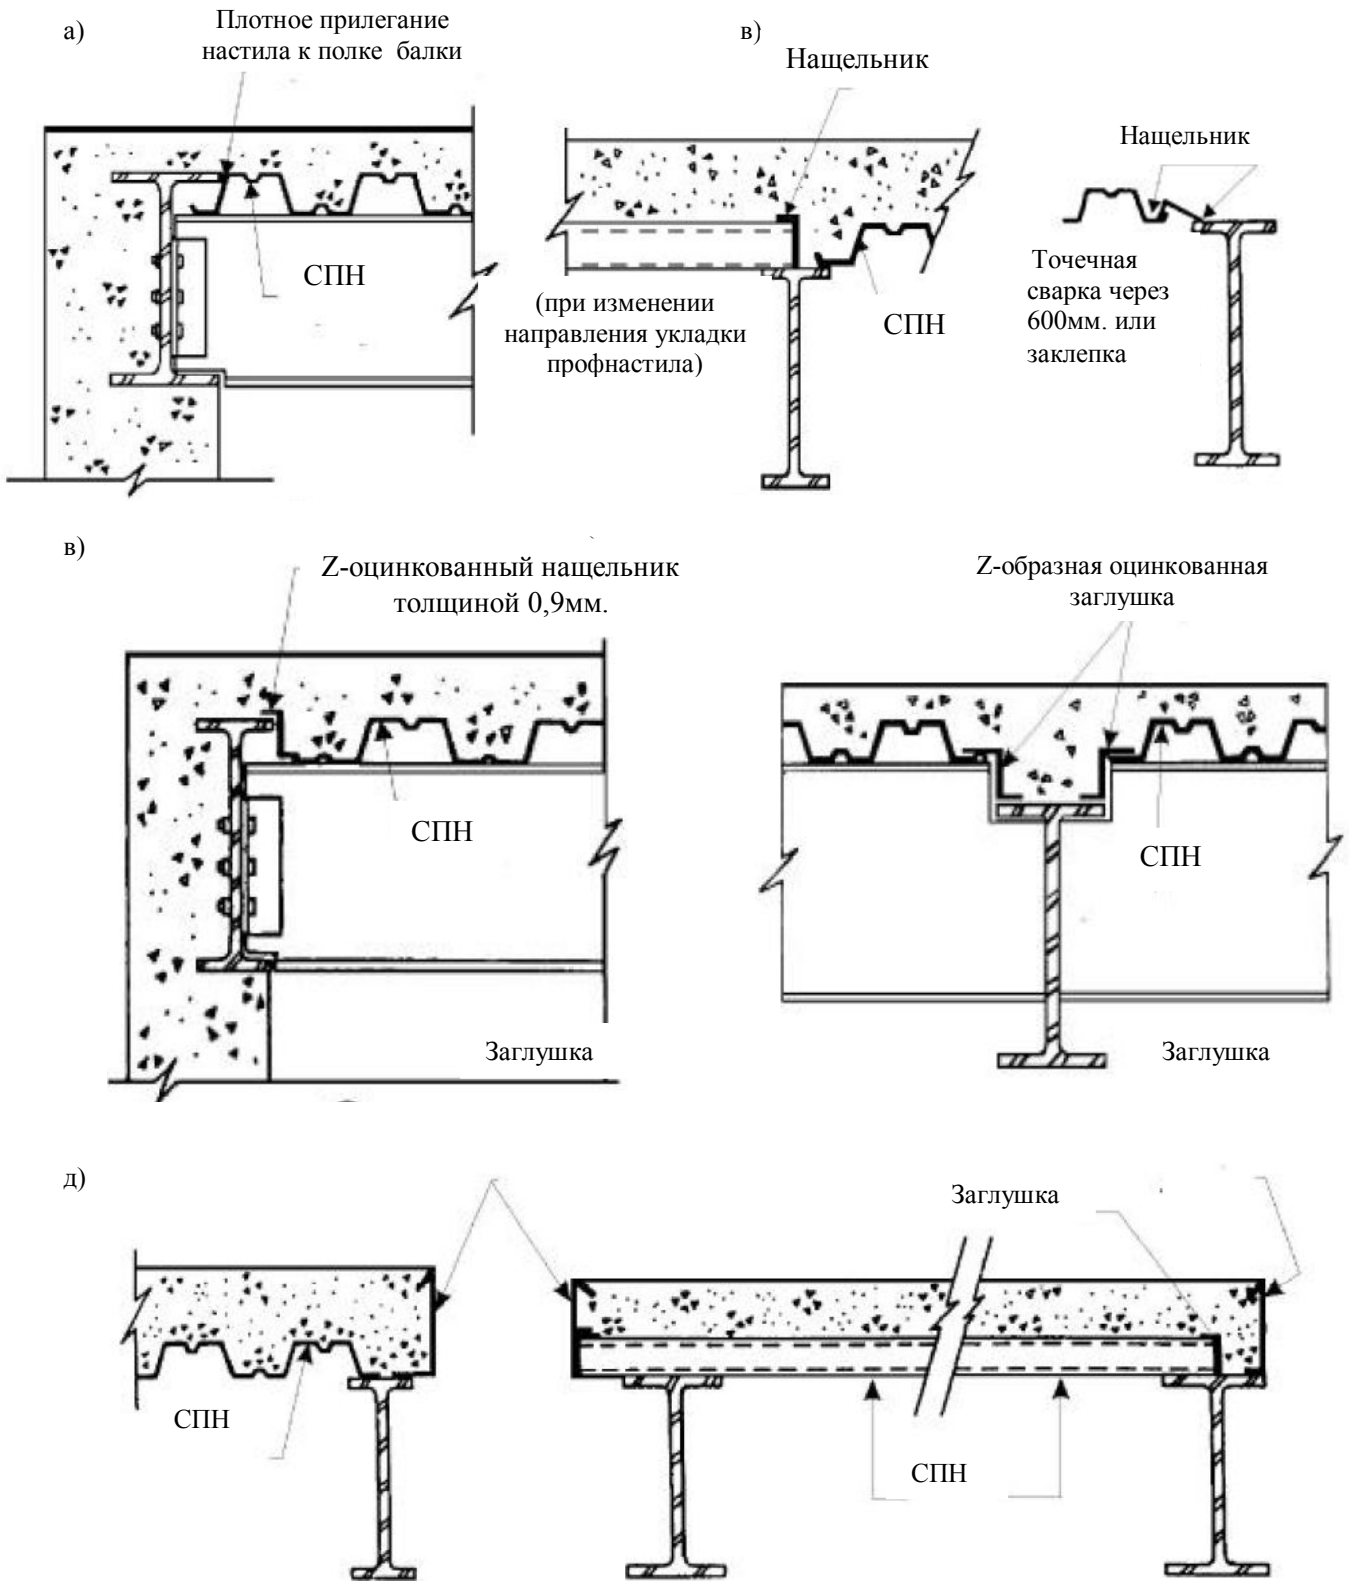 а)
Плотное прилегание
настила к полке балки
СПН
в)
Нащельник
(при изменении
направления укладки
профнастила)
СПН
Нащельник
Точечная
сварка через
600мм. или
заклепка
в)
Z-оцинкованный нащельник
толщиной 0,9мм.
СПН
Заглушка
Z-образная оцинкованная
заглушка
СПН
Заглушка
д)
СПН
Заглушка
СПН